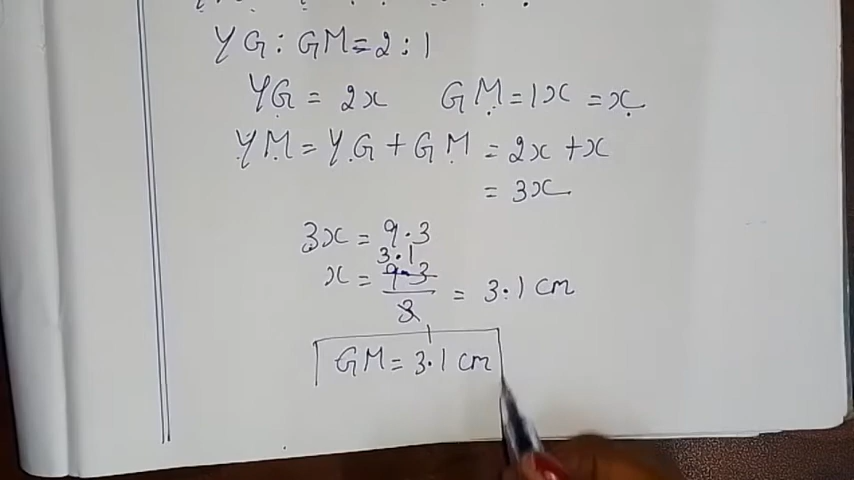 YG : GM = 2 : 1
YG = 2x GM = 1x = x
YM = YG + GM = 2x + x
= 3x
3x = 9.3
3.1
x = 9.3/3 = 3.1 cm
GM = 3.1 cm